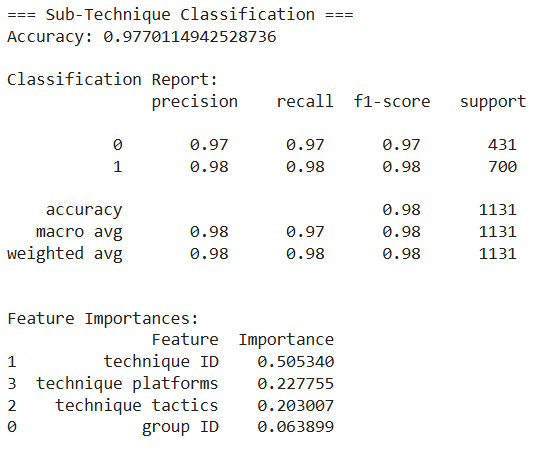 === Sub-Technique Classification ===
Accuracy: 0.9770114942528736
Classification Report:
precision recall f1-score support
0 0.97 0.97 0.97 431
1 0.98 0.98 0.98 700
accuracy 0.98 1131
macro avg 0.98 0.97 0.98 1131
weighted avg 0.98 0.98 0.98 1131
Feature Importances:
Feature Importance
1 technique ID 0.505340
3 technique platforms 0.227755
2 technique tactics 0.203007
0 group ID 0.063899